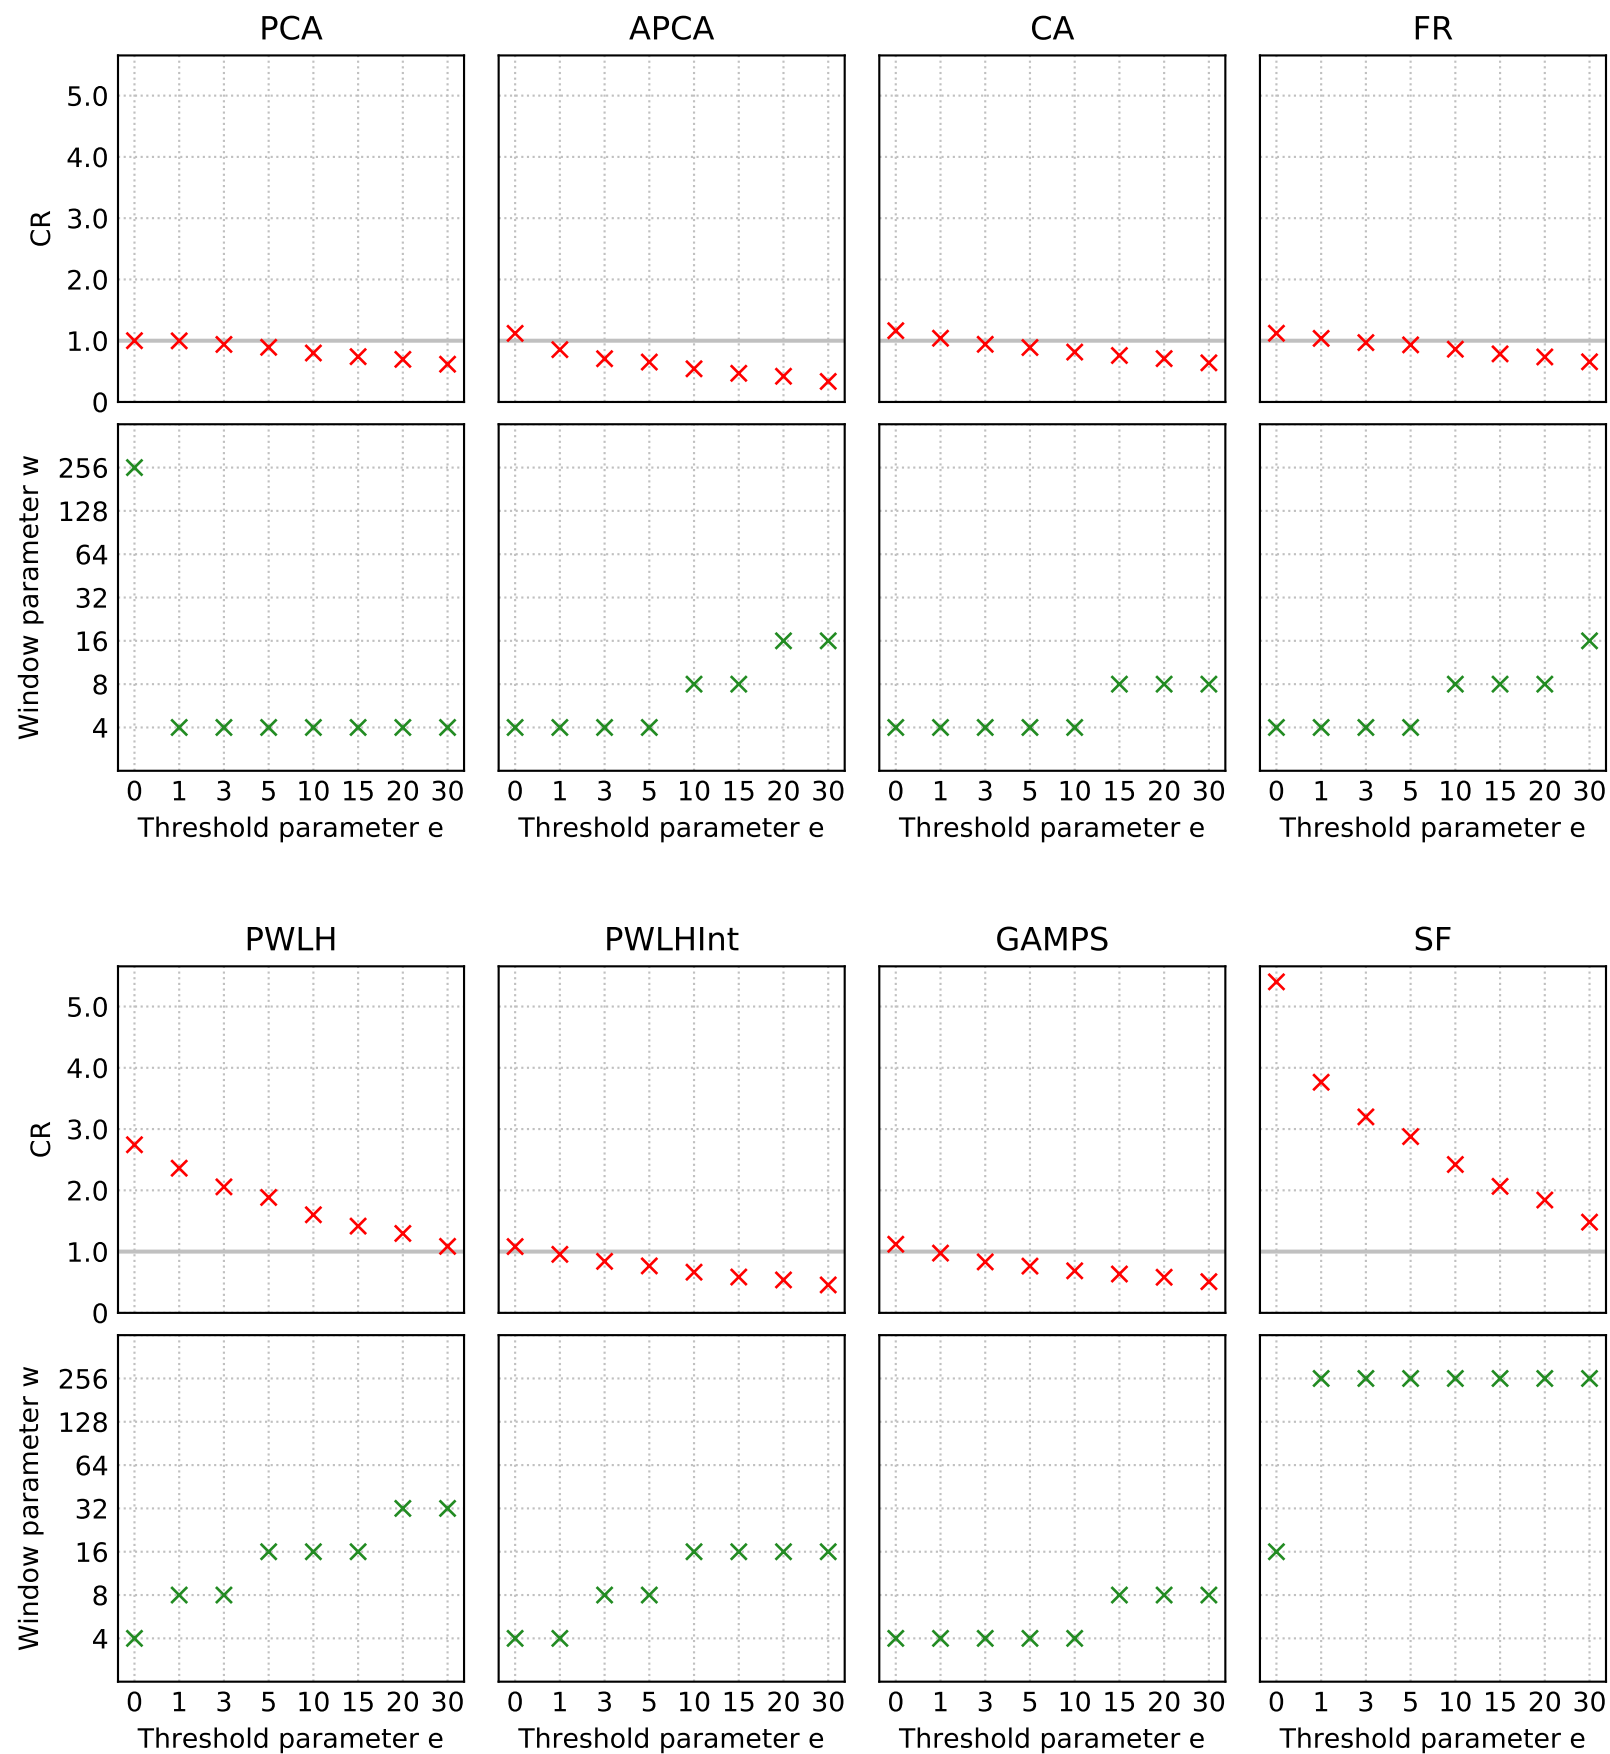 PCA APCA CA FR
CR
5.0
4.0
3.0
2.0
1.0
0
Window parameter w
256
128
64
32
16
8
4
0 1 3 5 10 15 20 30 0 1 3 5 10 15 20 30 0 1 3 5 10 15 20 30 0 1 3 5 10 15 20 30
Threshold parameter e Threshold parameter e Threshold parameter e Threshold parameter e
PWLH PWLHInt GAMPS SF
CR
5.0
4.0
3.0
2.0
1.0
0
Window parameter w
256
128
64
32
16
8
4
0 1 3 5 10 15 20 30 0 1 3 5 10 15 20 30 0 1 3 5 10 15 20 30 0 1 3 5 10 15 20 30
Threshold parameter e Threshold parameter e Threshold parameter e Threshold parameter e